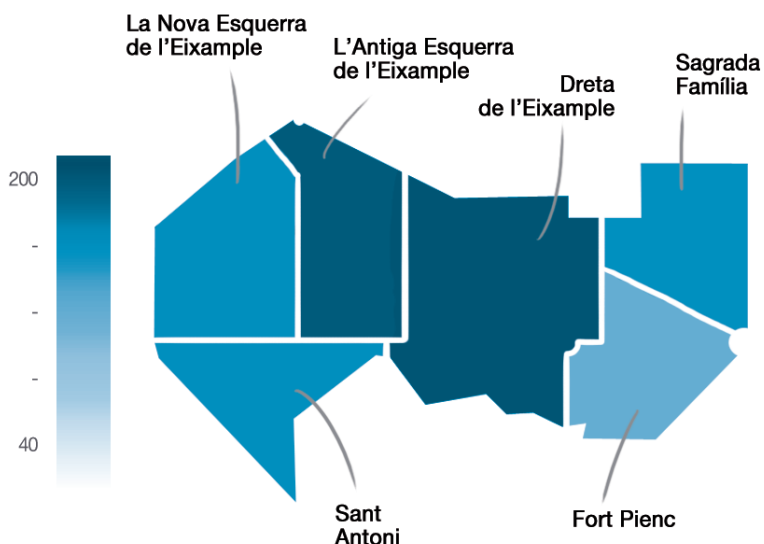 La Nova Esquerra
de l’Eixample
L’Antiga Esquerra
de l’Eixample
Dreta
de l’Eixample
Sagrada
Família
200
-
-
-
40
Sant
Antoni
Fort Pienc